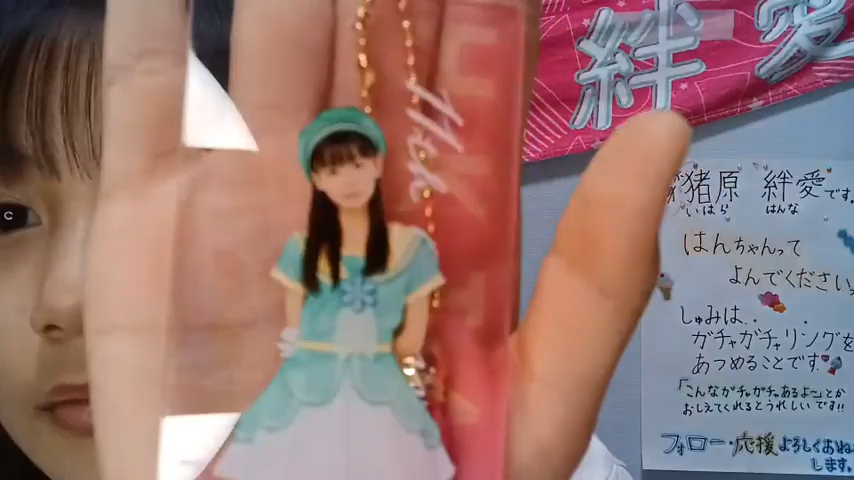 絆愛
猪原 絆愛です
いはら はんな
はんちゃんって
よんでください
しゅみは、
ガチャガチャリングを
あつめることです
「こんなガチャガチャあるよ〜」とか
おしえてくれるとうれしいです!!
フォロー・応援よろしくおね
します。